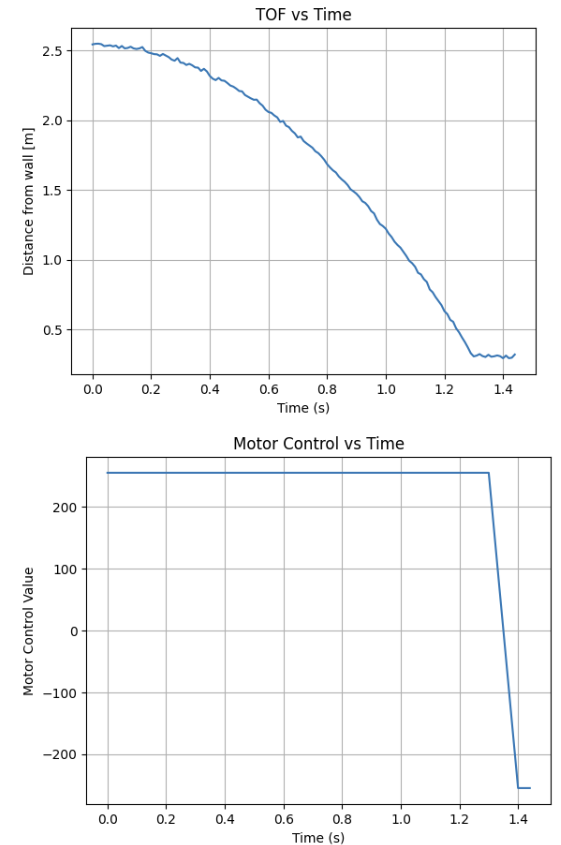 TOF vs Time
Distance from wall [m]
2.5
2.0
1.5
1.0
0.5
0.0 0.2 0.4 0.6 0.8 1.0 1.2 1.4
Time (s)
Motor Control vs Time
Motor Control Value
200
100
0
−100
−200
0.0 0.2 0.4 0.6 0.8 1.0 1.2 1.4
Time (s)